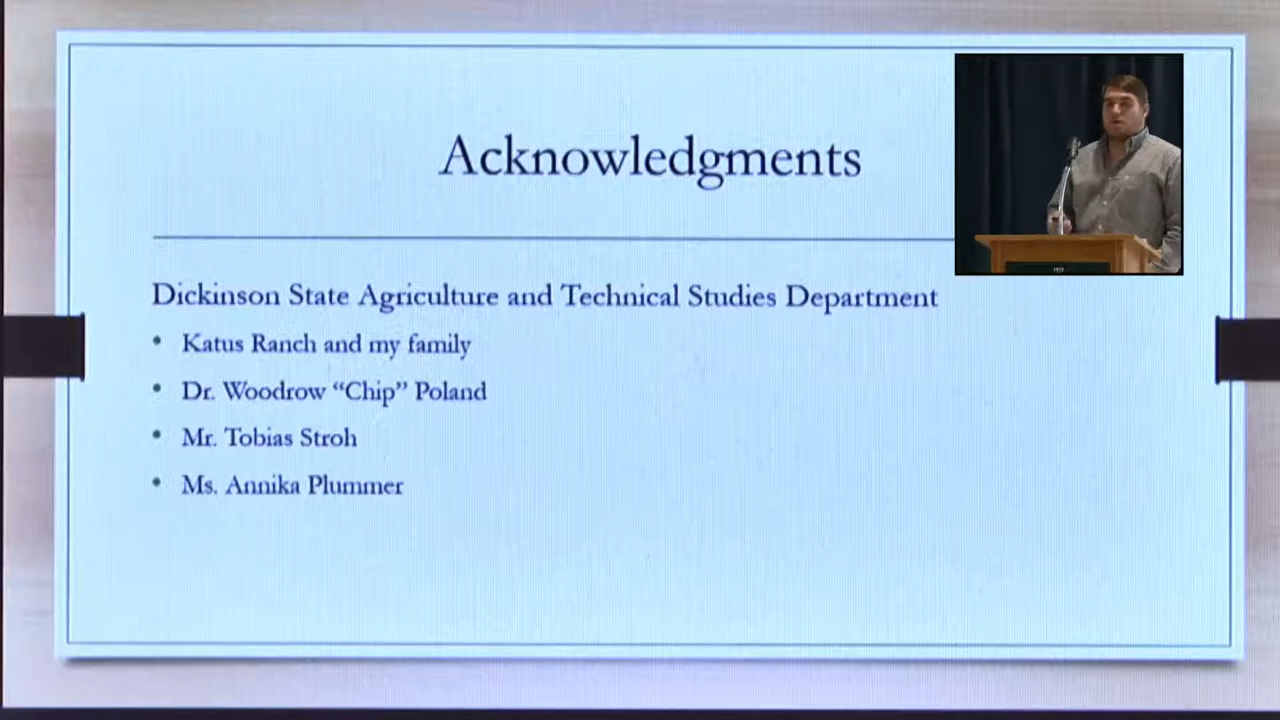 Acknowledgments
Dickinson State Agriculture and Technical Studies Department
• Katus Ranch and my family
• Dr. Woodrow “Chip” Poland
• Mr. Tobias Stroh
• Ms. Annika Plummer